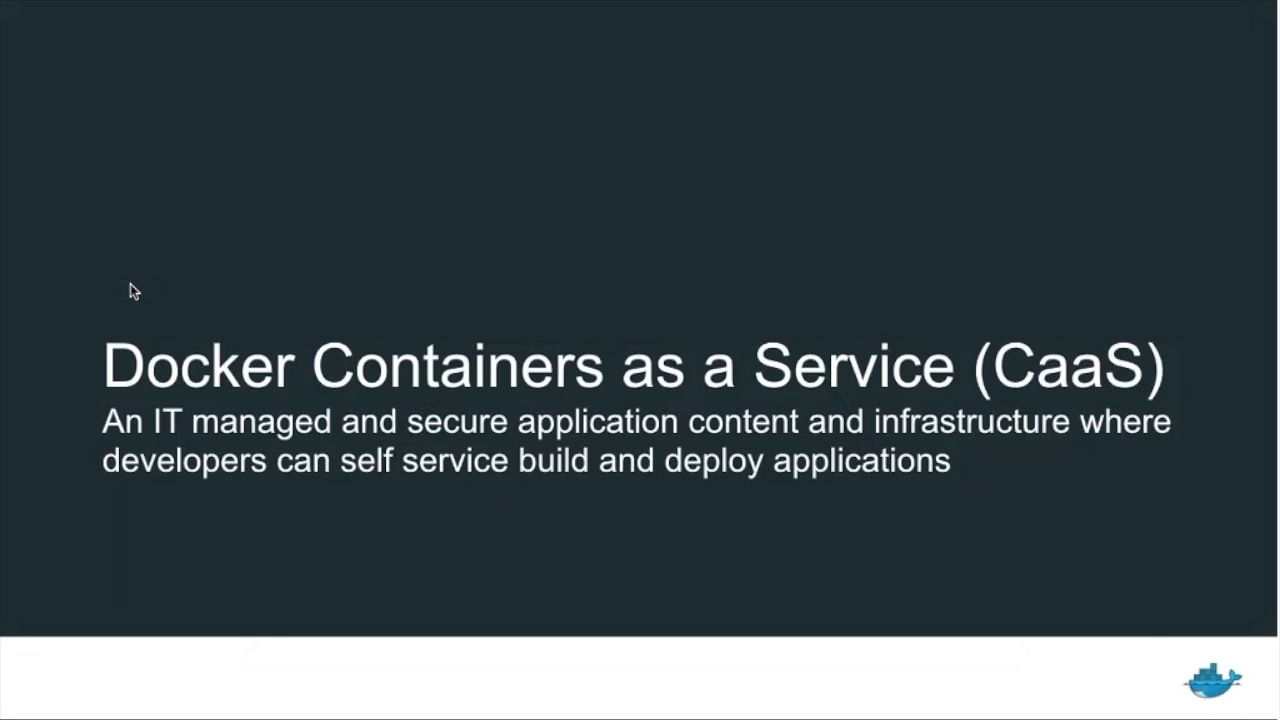 Docker Containers as a Service (CaaS)
An IT managed and secure application content and infrastructure where
developers can self service build and deploy applications